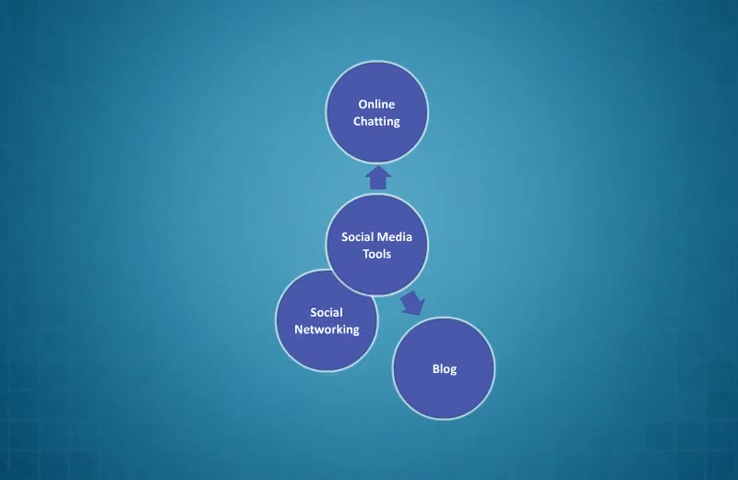 Online
Chatting
Social Media
Tools
Social
Networking
Blog